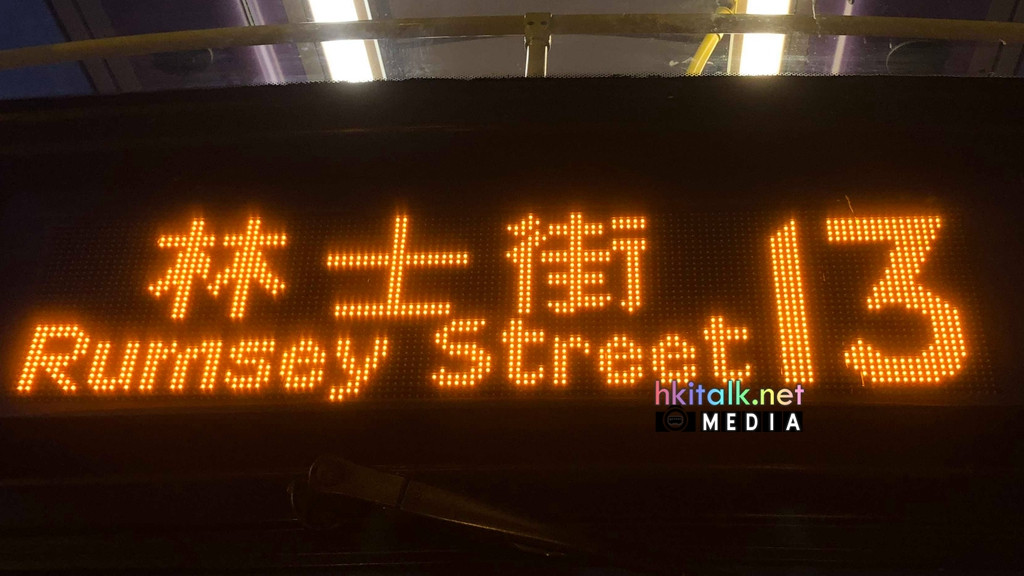 林士街
Rumsey Street
13
hkitalk.net
MEDIA